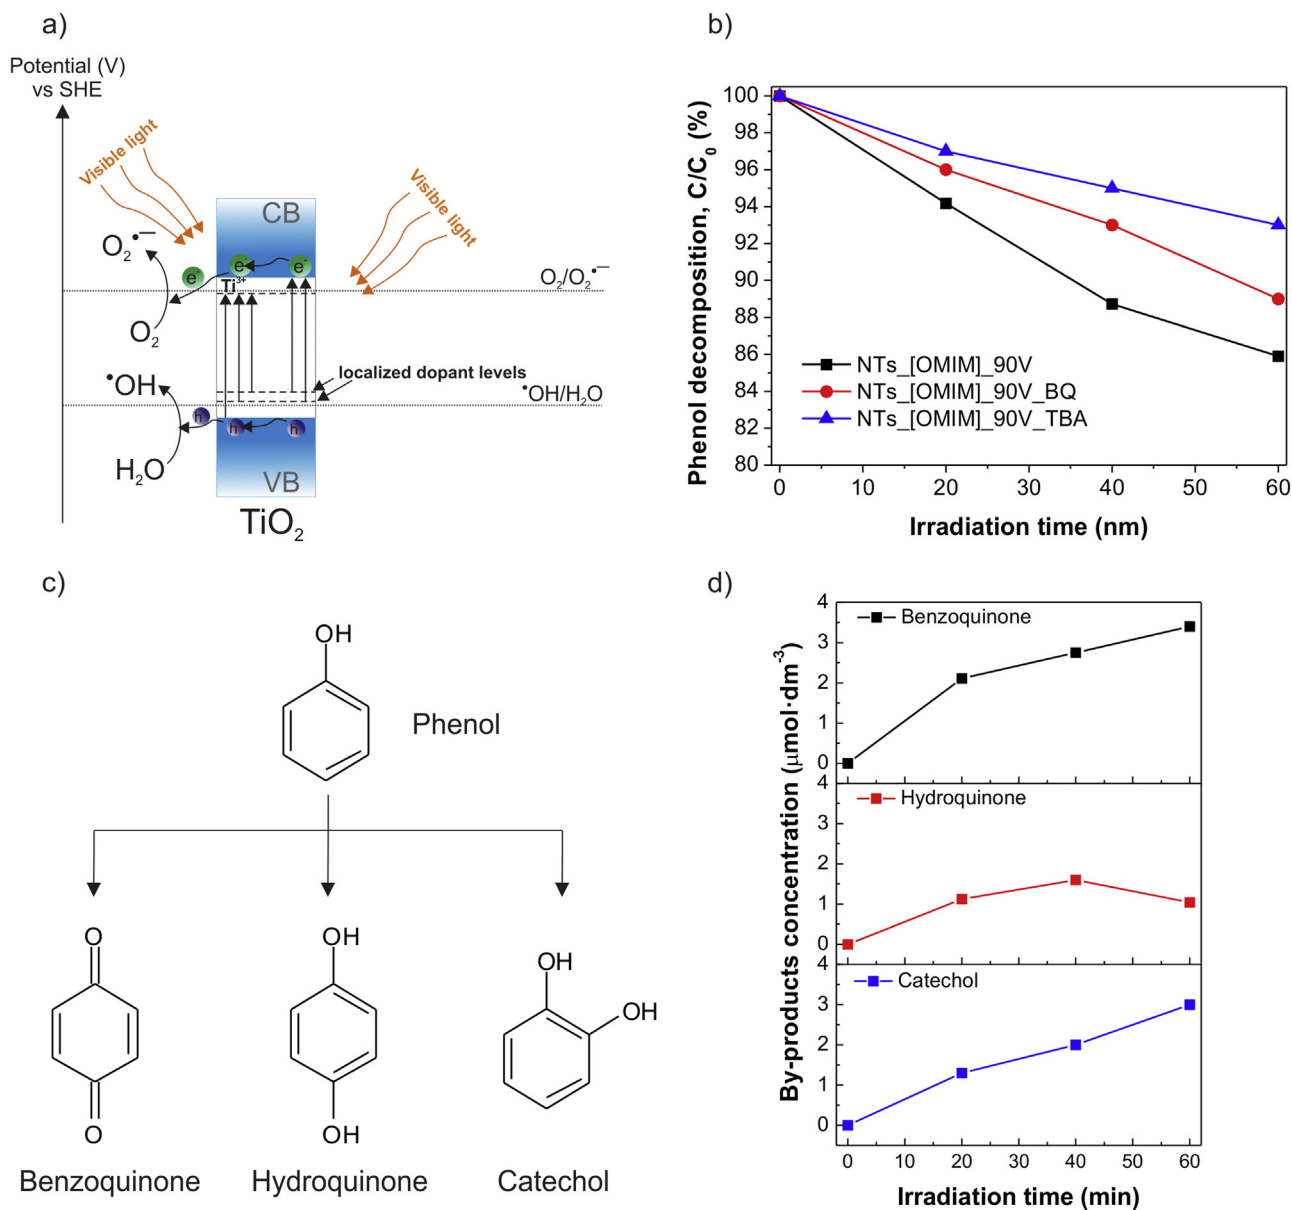 a)
Potential (V)
vs SHE
Visible light
Visible light
CB
O₂•⁻
e⁻
e⁻
e⁻
Ti³⁺
O₂/O₂•⁻
O₂
•OH
localized dopant levels
•OH/H₂O
h
h
h
H₂O
VB
TiO₂
b)
Phenol decomposition, C/C₀ (%)
100
98
96
94
92
90
88
86
84
82
80
NTs_[OMIM]_90V
NTs_[OMIM]_90V_BQ
NTs_[OMIM]_90V_TBA
0 10 20 30 40 50 60
Irradiation time (nm)
c)
OH
Phenol
O
O
Benzoquinone
OH
OH
Hydroquinone
OH
OH
Catechol
d)
By-products concentration (μmol·dm⁻³)
Benzoquinone
4
3
2
1
0
Hydroquinone
4
3
2
1
0
Catechol
4
3
2
1
0
0 10 20 30 40 50 60
Irradiation time (min)